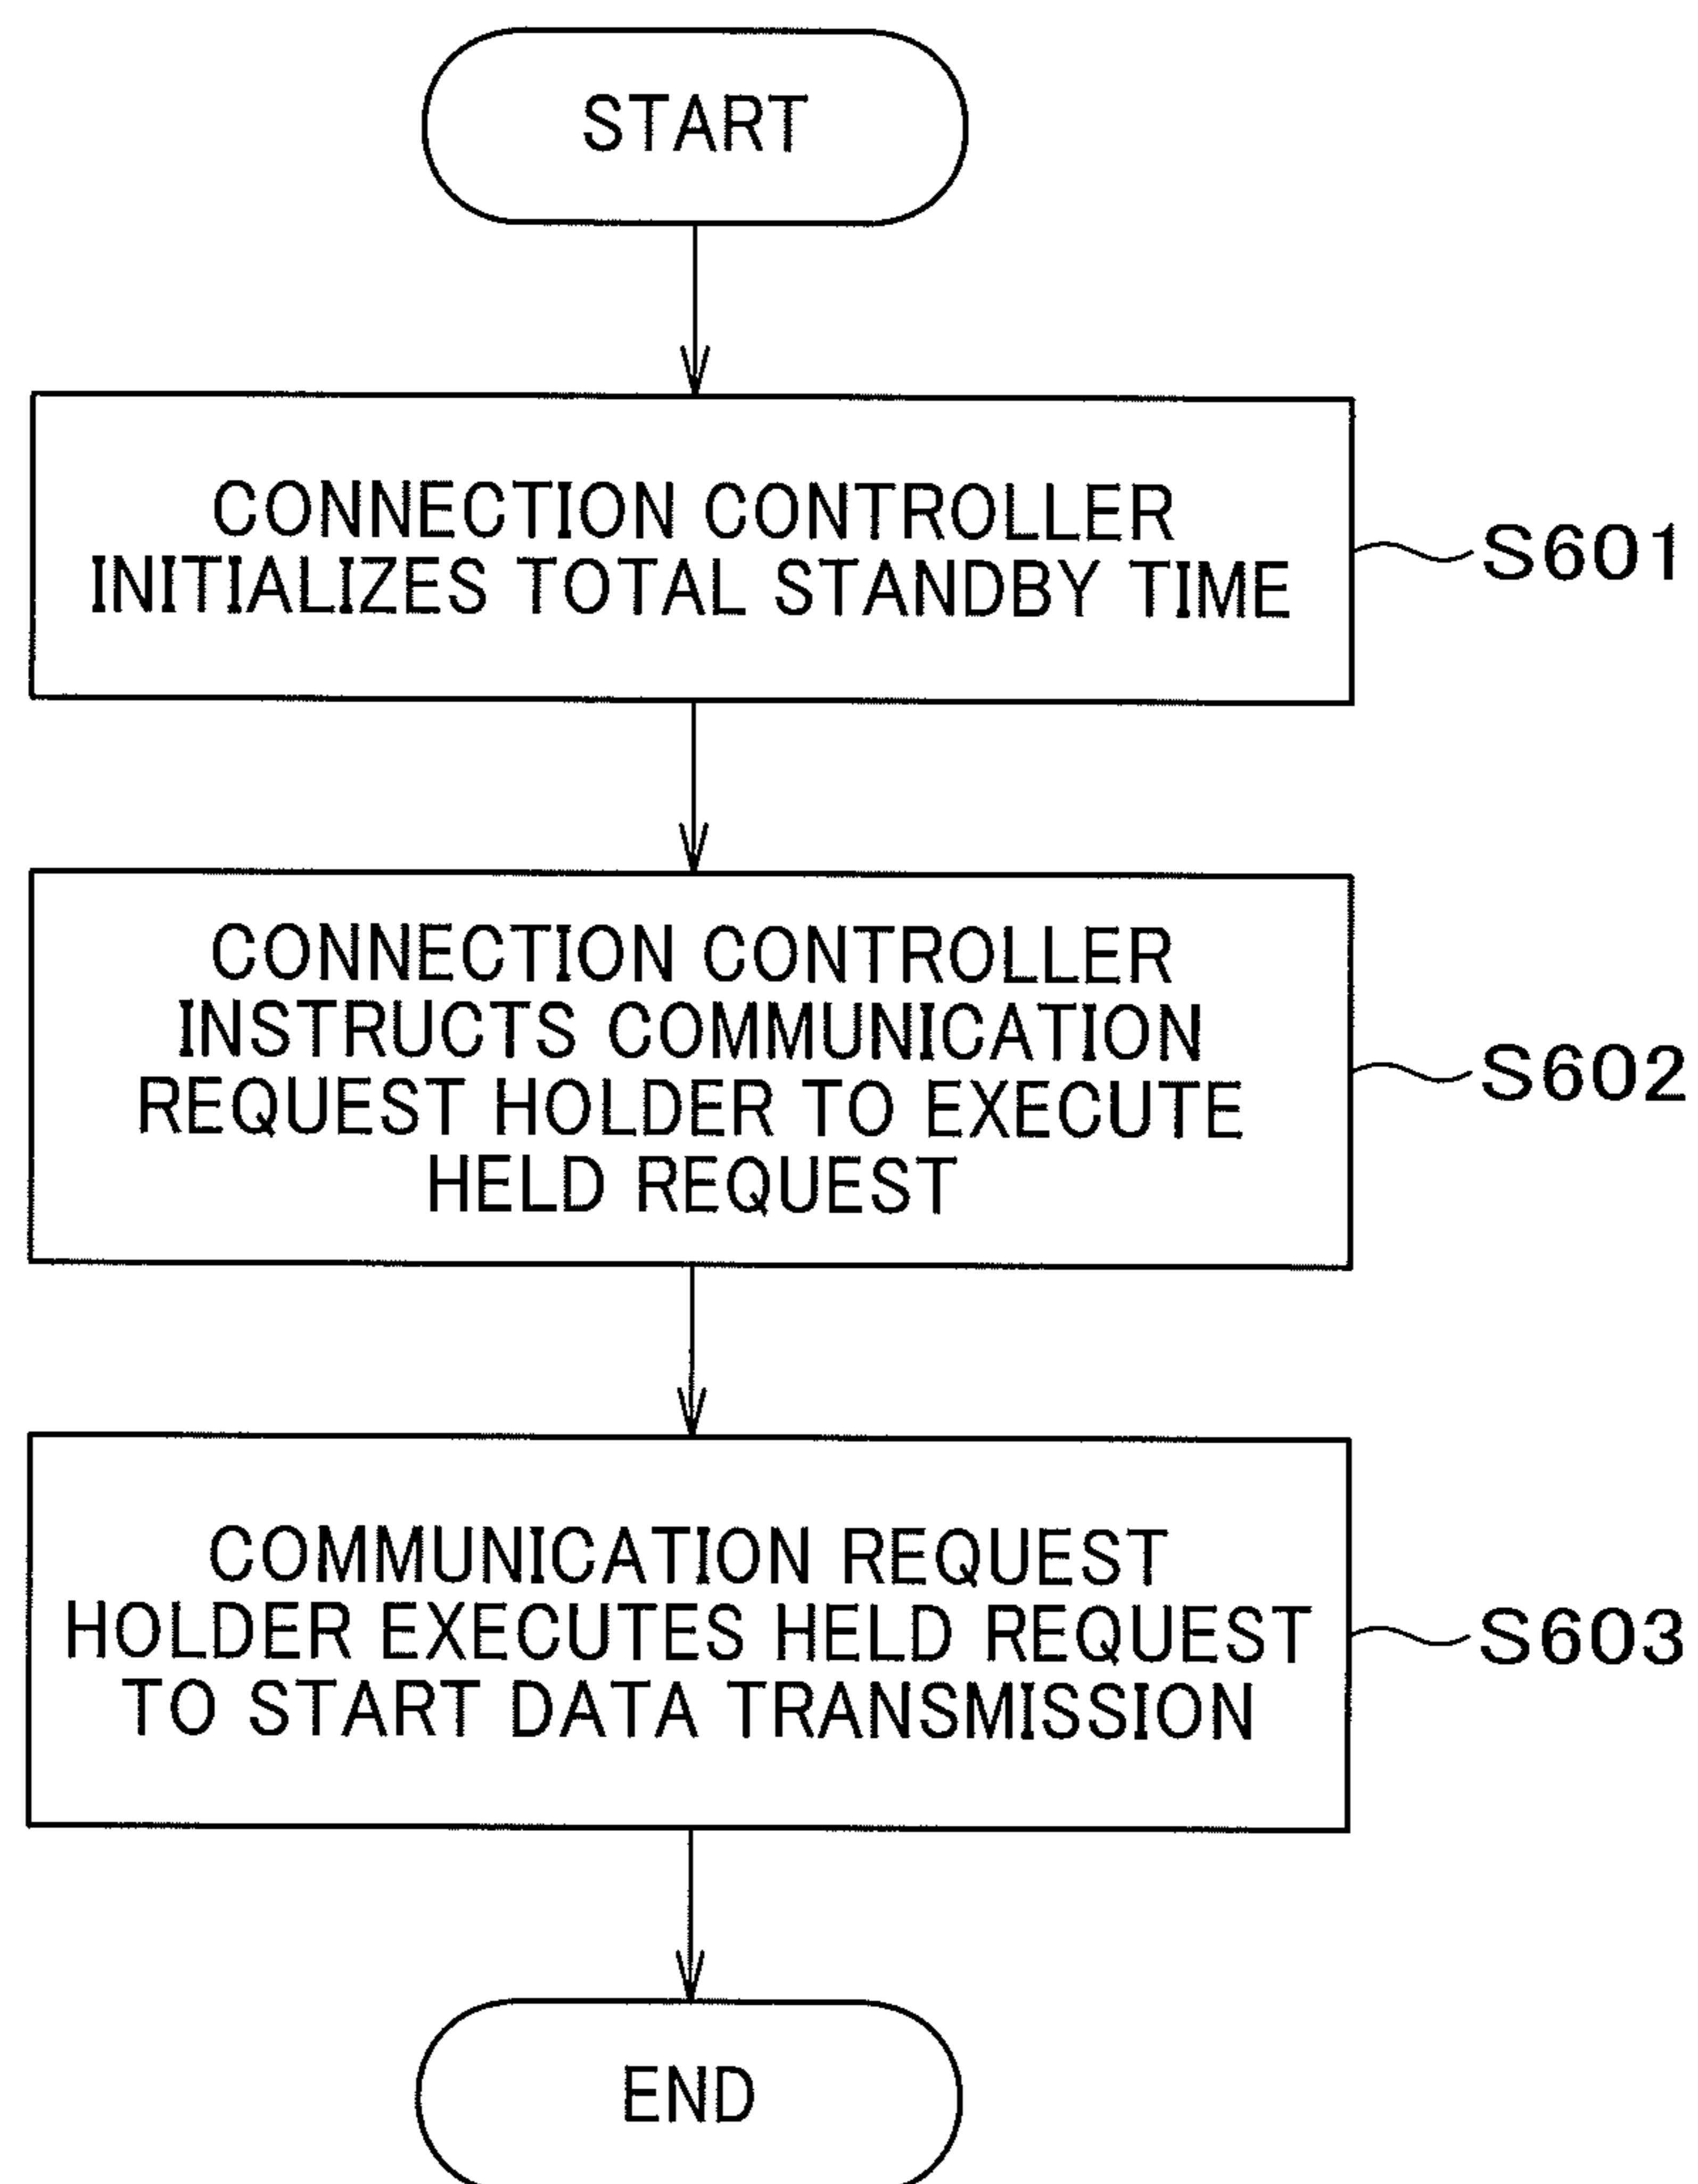 START
CONNECTION CONTROLLER
INITIALIZES TOTAL STANDBY TIME
S601
CONNECTION CONTROLLER
INSTRUCTS COMMUNICATION
REQUEST HOLDER TO EXECUTE
HELD REQUEST
S602
COMMUNICATION REQUEST
HOLDER EXECUTES HELD REQUEST
TO START DATA TRANSMISSION
S603
END